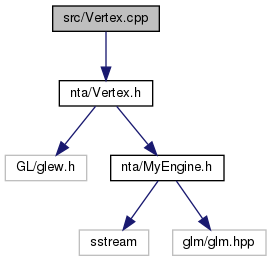 src/Vertex.cpp
nta/Vertex.h
GL/glew.h
nta/MyEngine.h
sstream
glm/glm.hpp